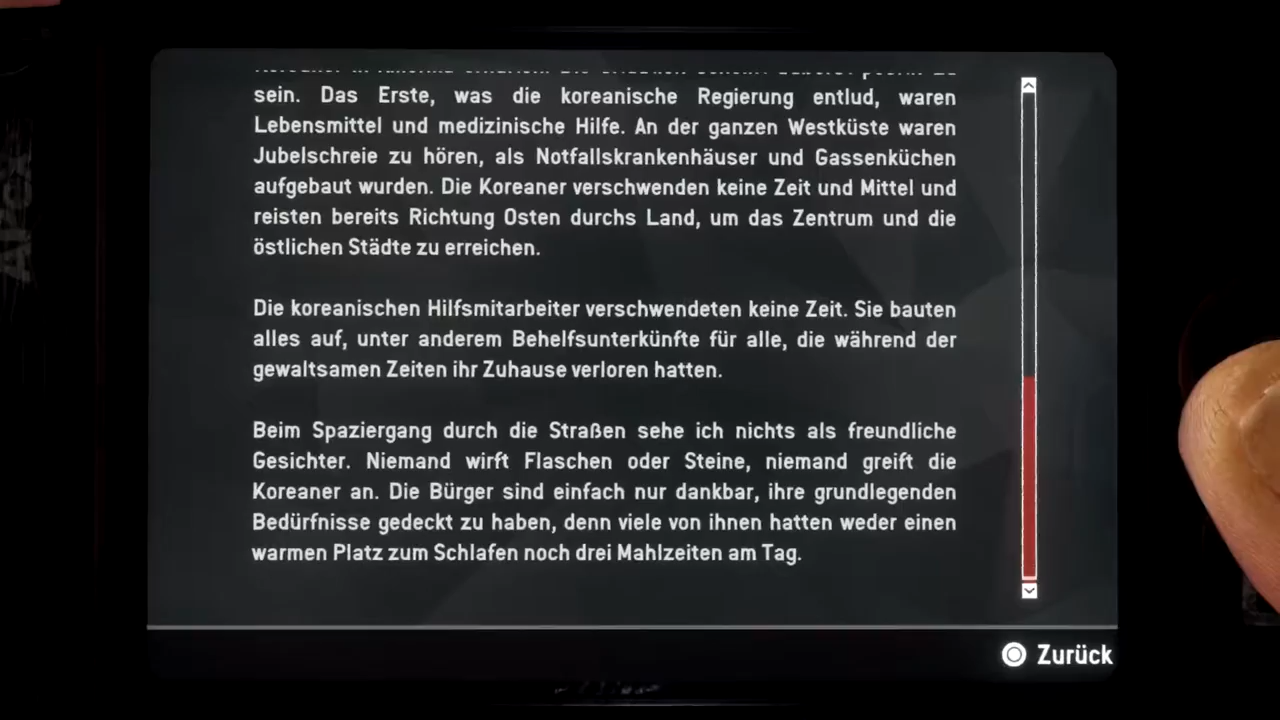 sein. Das Erste, was die koreanische Regierung entlud, waren
Lebensmittel und medizinische Hilfe. An der ganzen Westküste waren
Jubelschreie zu hören, als Notfallskrankenhäuser und Gassenküchen
aufgebaut wurden. Die Koreaner verschwenden keine Zeit und Mittel und
reisten bereits Richtung Osten durchs Land, um das Zentrum und die
östlichen Städte zu erreichen.
Die koreanischen Hilfsmitarbeiter verschwendeten keine Zeit. Sie bauten
alles auf, unter anderem Behelfsunterkünfte für alle, die während der
gewaltsamen Zeiten ihr Zuhause verloren hatten.
Beim Spaziergang durch die Straßen sehe ich nichts als freundliche
Gesichter. Niemand wirft Flaschen oder Steine, niemand greift die
Koreaner an. Die Bürger sind einfach nur dankbar, ihre grundlegenden
Bedürfnisse gedeckt zu haben, denn viele von ihnen hatten weder einen
warmen Platz zum Schlafen noch drei Mahlzeiten am Tag.
Zurück